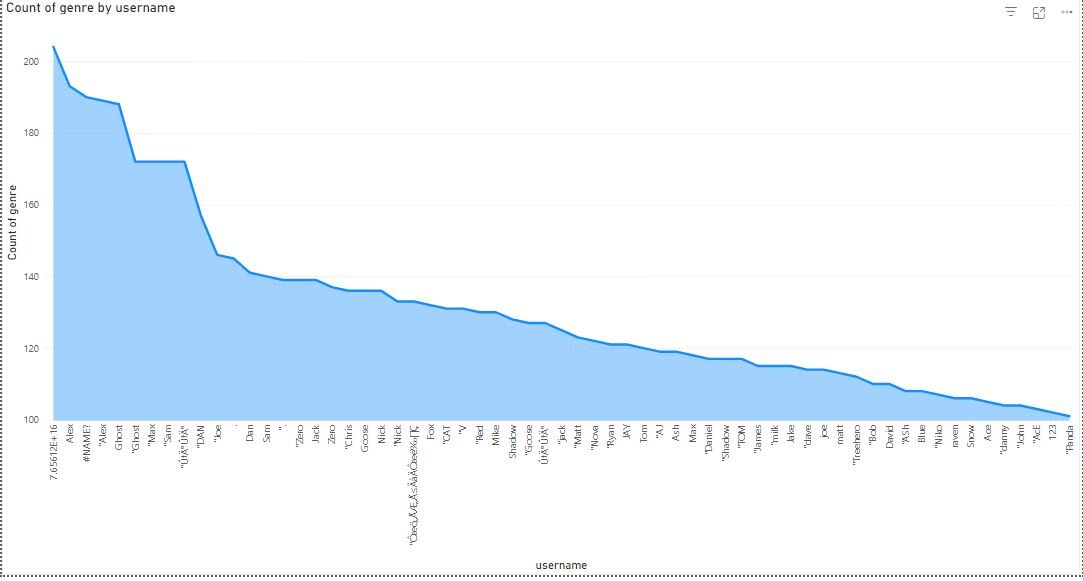 Count of genre by username
Count of genre
200
180
160
140
120
100
7.65612E+16
Alex
#NAME?
"Alex
Ghost
"Ghost
"Max
"Sam
"DAN
"Joe
.
Dan
Sam
".
"Zero
Jack
Zero
"Chris
Goose
Nick
"Nick
Fox
"CAT
"V
"Red
Mike
Shadow
"Goose
"Jack
"Matt
"Nova
"Ryan
JAY
Tom
"AJ
Ash
Max
"Daniel
"Shadow
"TOM
"James
"milk
Jake
"dave
joe
matt
"Treehero
"Bob
David
"ASh
Blue
"Niko
raven
Snow
Ace
"danny
"John
"AcE
123
"Panda
username